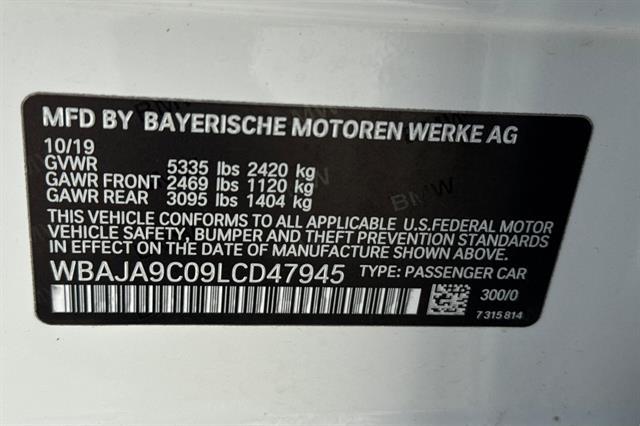 MFD BY BAYERISCHE MOTOREN WERKE AG
10/19
GVWR 5335 lbs 2420 kg
GAWR FRONT 2469 lbs 1120 kg
GAWR REAR 3095 lbs 1404 kg
THIS VEHICLE CONFORMS TO ALL APPLICABLE U.S.FEDERAL MOTOR
VEHICLE SAFETY, BUMPER AND THEFT PREVENTION STANDARDS
IN EFFECT ON THE DATE OF MANUFACTURE SHOWN ABOVE.
WBAJA9C09LCD47945 TYPE: PASSENGER CAR
300/0
7 315 814
BMW